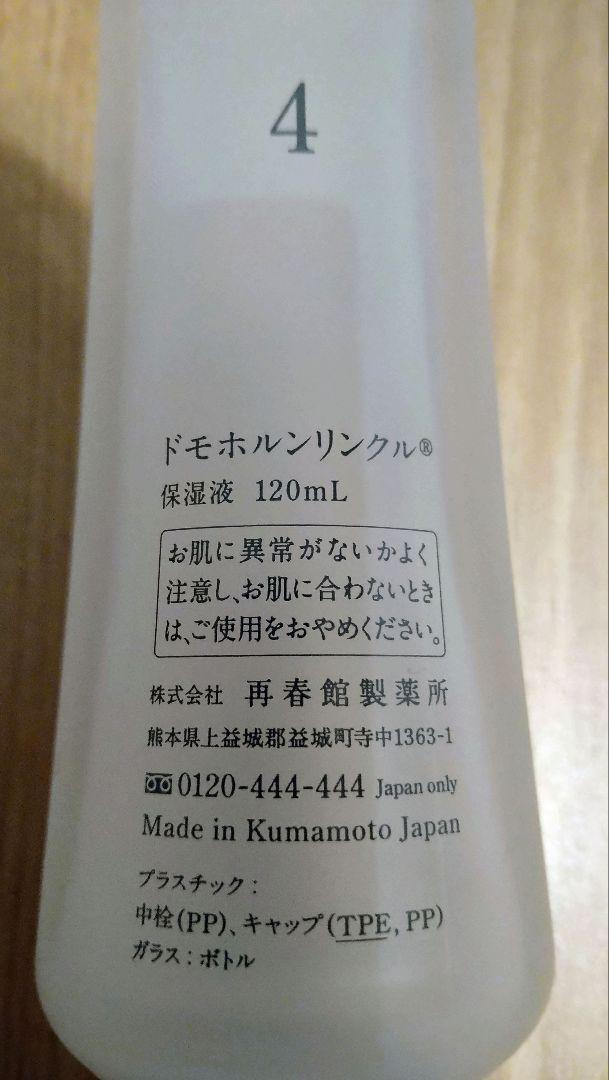 4
ドモホルンリンクル®
保湿液 120mL
お肌に異常がないかよく
注意し、お肌に合わないとき
は、ご使用をおやめください。
株式会社 再春館製薬所
熊本県上益城郡益城町寺中1363-1
0120-444-444 Japan only
Made in Kumamoto Japan
プラスチック:
中栓(PP)、キャップ(TPE, PP)
ガラス:ボトル